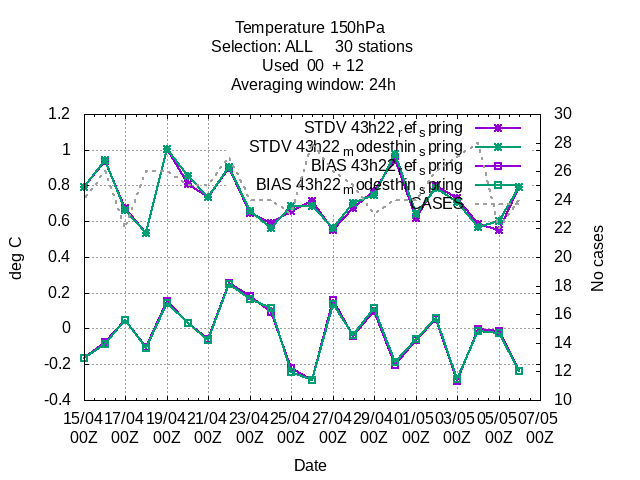 Temperature 150hPa
Selection: ALL 30 stations
Used 00 + 12
Averaging window: 24h
STDV 43h22refspring
STDV 43h22modesthinspring
BIAS 43h22refspring
BIAS 43h22modesthinspring
CASES
deg C
1.2
1
0.8
0.6
0.4
0.2
0
-0.2
-0.4
30
28
26
24
22
20
18
16
14
12
10
No cases
15/04 17/04 19/04 21/04 23/04 25/04 27/04 29/04 01/05 03/05 05/05 07/05
00Z 00Z 00Z 00Z 00Z 00Z 00Z 00Z 00Z 00Z 00Z 00Z
Date